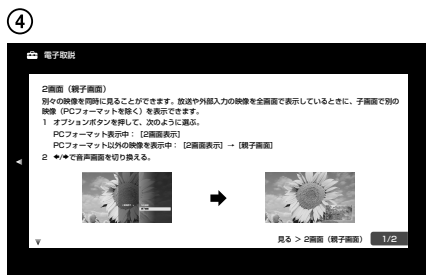 ④
電子取説
2画面（親子画面）
別々の映像を同時に見ることができます。放送や外部入力の映像を全画面で表示しているときに、子画面で別の
映像（PCフォーマットを除く）を表示できます。
1 オプションボタンを押して、次のように選ぶ。
PCフォーマット表示中：［2画面表示］
PCフォーマット以外の映像を表示中：［2画面表示］→［親子画面］
2 ◆/◆で音声画面を切り換える。
見る > 2画面（親子画面） 1/2